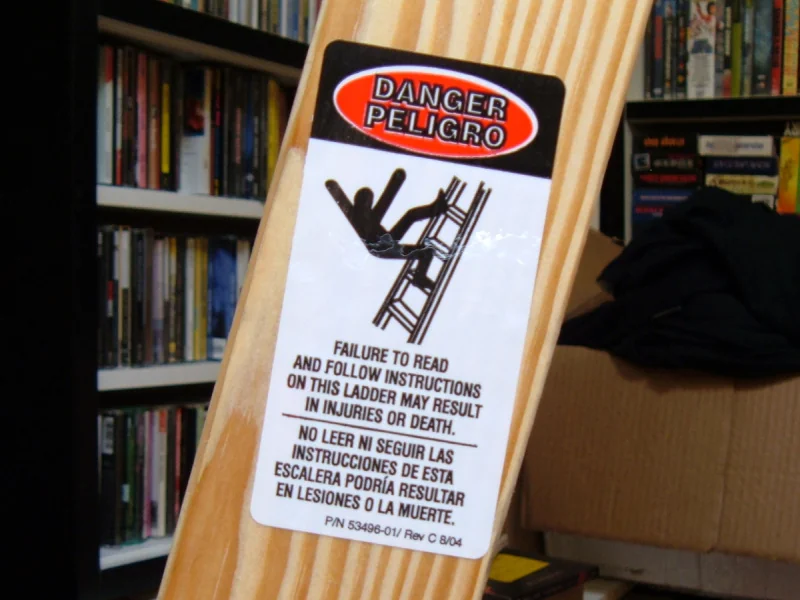 DANGER
PELIGRO
FAILURE TO READ
AND FOLLOW INSTRUCTIONS
ON THIS LADDER MAY RESULT
IN INJURIES OR DEATH.
NO LEER NI SEGUIR LAS
INSTRUCCIONES DE ESTA
ESCALERA PODRÍA RESULTAR
EN LESIONES O LA MUERTE.
P/N 53496-01/ Rev C 8/04